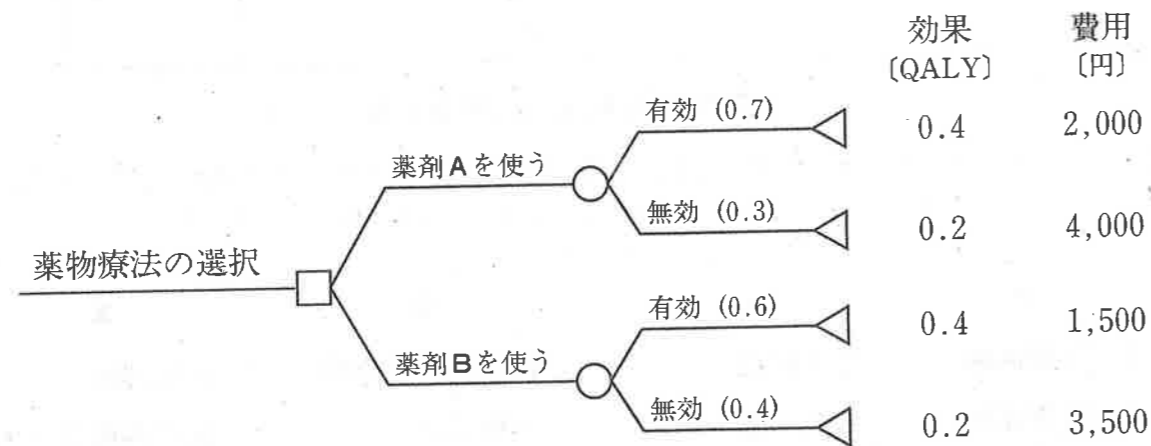 効果 費用
〔QALY〕 〔円〕
有効 (0.7) 0.4 2,000
薬剤Aを使う
無効 (0.3) 0.2 4,000
薬物療法の選択
有効 (0.6) 0.4 1,500
薬剤Bを使う
無効 (0.4) 0.2 3,500